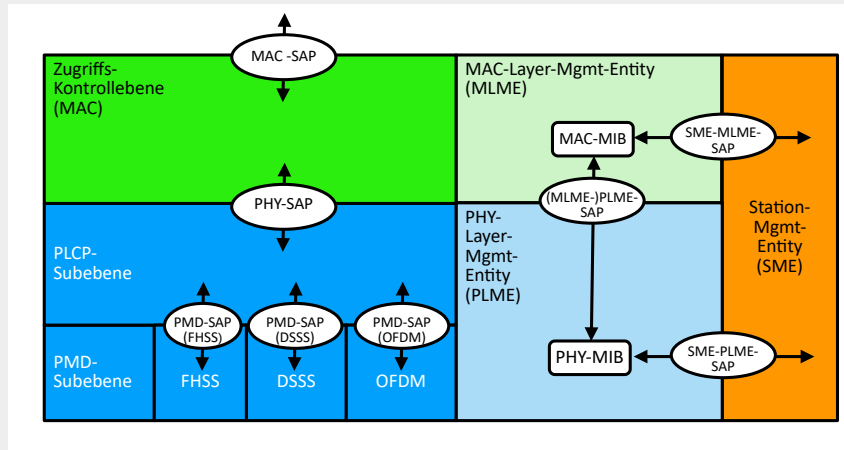 MAC -SAP
Zugriffs-
Kontrollebene
(MAC)
MAC-Layer-Mgmt-Entity
(MLME)
MAC-MIB
SME-MLME-
SAP
PHY-SAP
(MLME-)PLME-
SAP
PLCP-
Subebene
PHY-
Layer-
Mgmt-
Entity
(PLME)
Station-
Mgmt-
Entity
(SME)
PMD-SAP
(FHSS)
PMD-SAP
(DSSS)
PMD-SAP
(OFDM)
PMD-
Subebene
FHSS
DSSS
OFDM
PHY-MIB
SME-PLME-
SAP